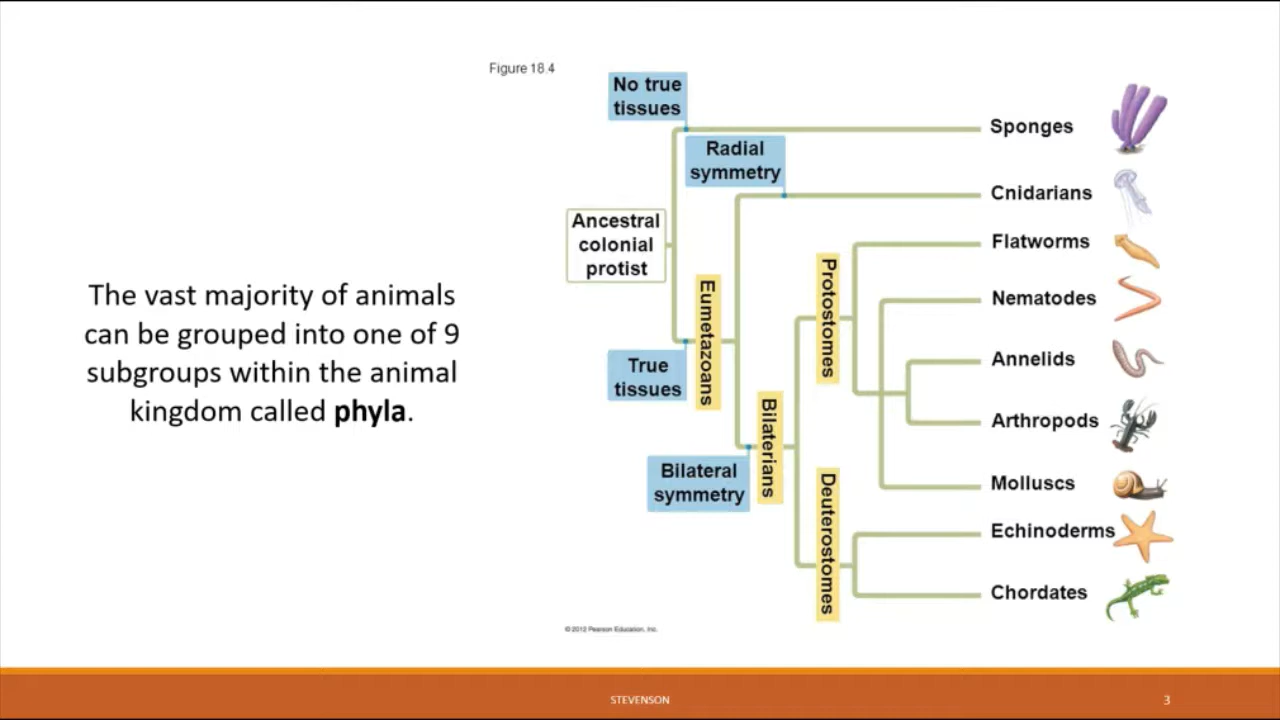 The vast majority of animals
can be grouped into one of 9
subgroups within the animal
kingdom called phyla.
Figure 18.4
No true
tissues
Radial
symmetry
Ancestral
colonial
protist
Eumetazoans
True
tissues
Bilateral
symmetry
Bilaterians
Protostomes
Deuterostomes
Sponges
Cnidarians
Flatworms
Nematodes
Annelids
Arthropods
Molluscs
Echinoderms
Chordates
© 2012 Pearson Education, Inc.
STEVENSON
3